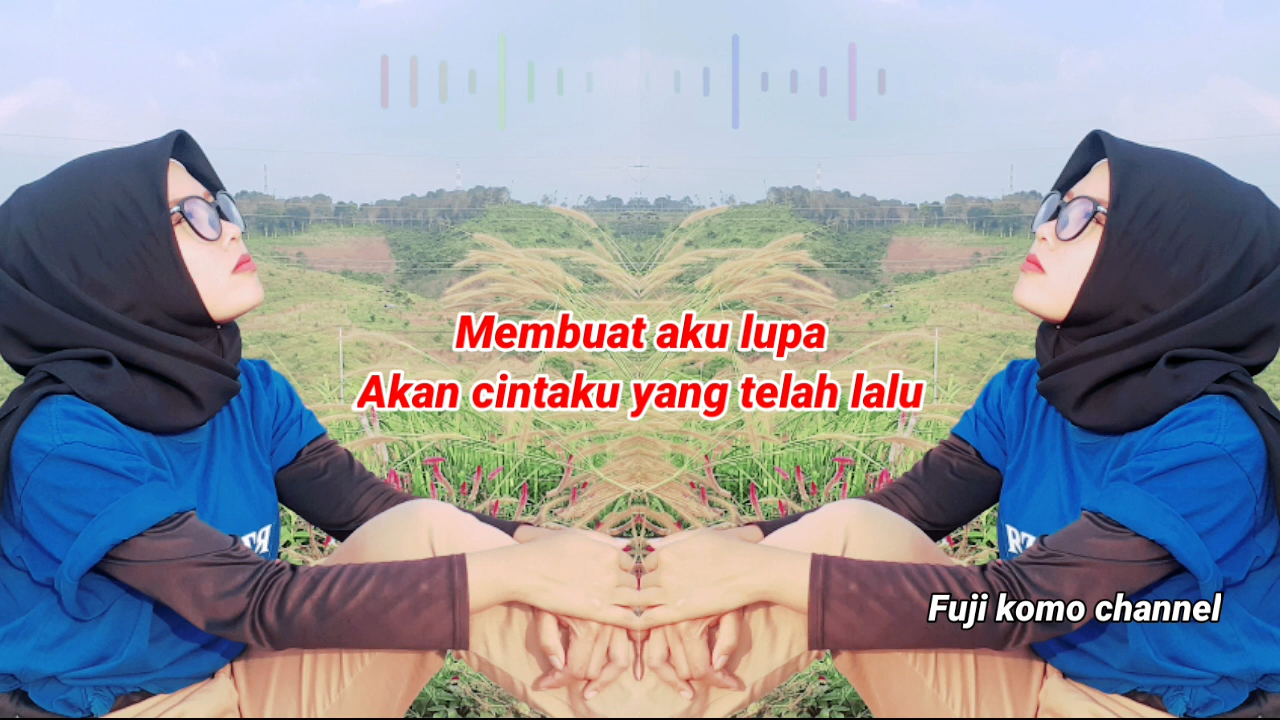 Membuat aku lupa
Akan cintaku yang telah lalu
Fuji komo channel